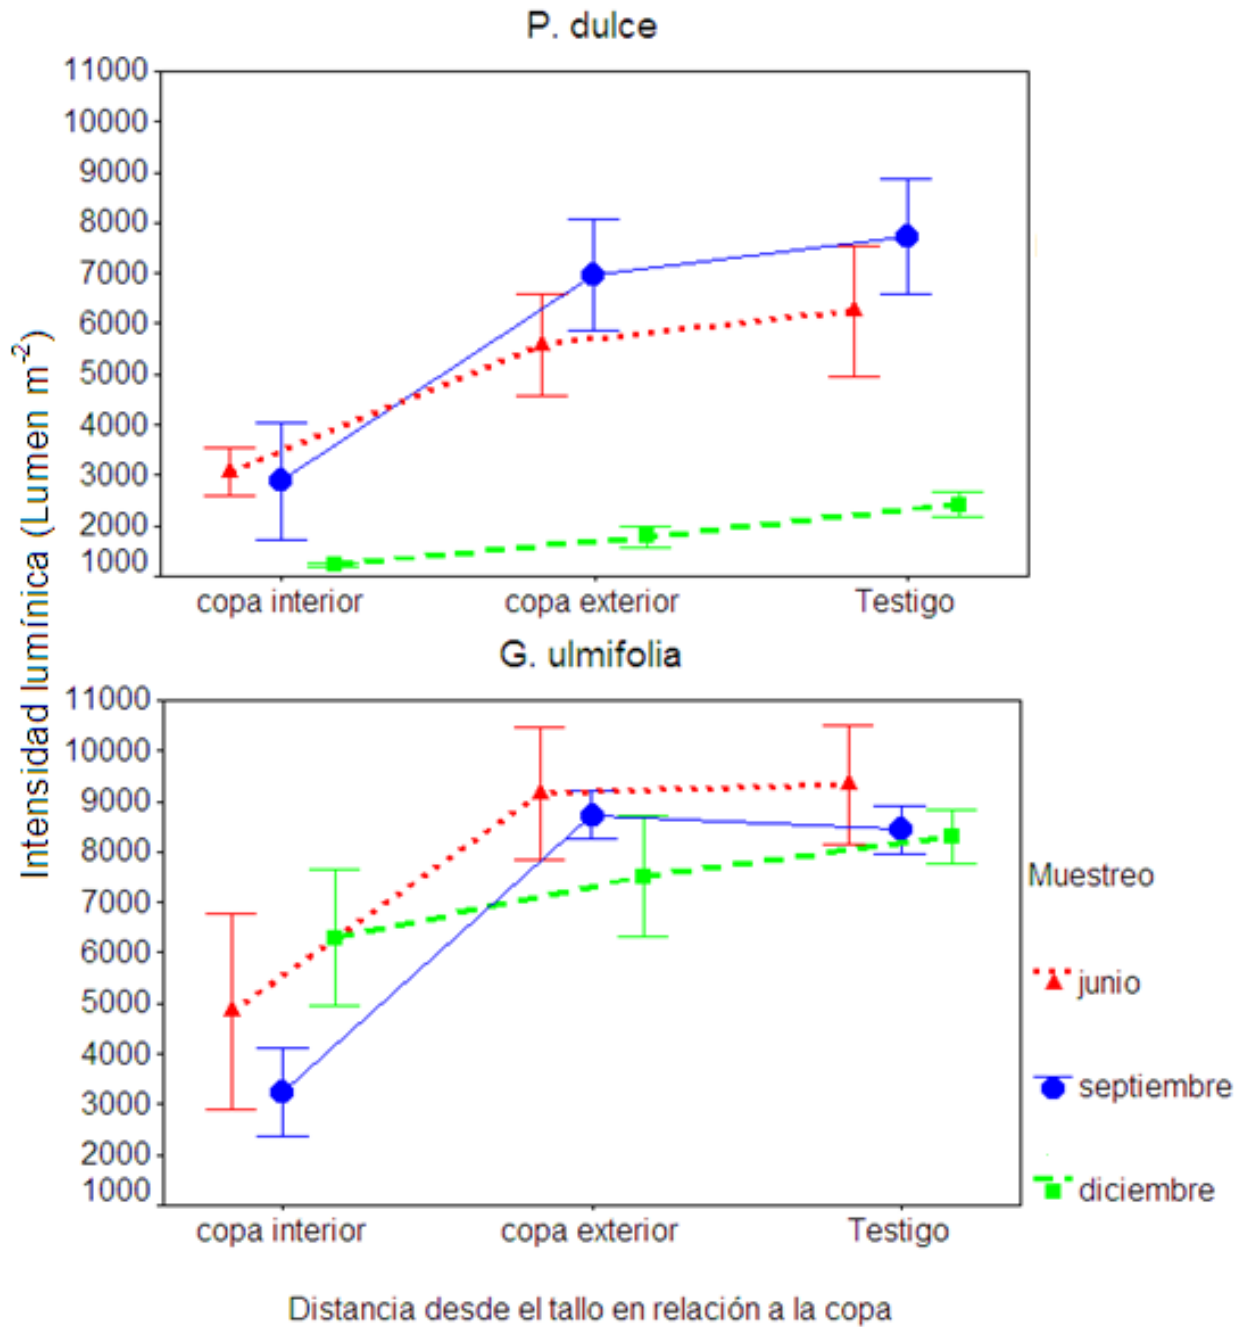 P. dulce
11000
10000
9000
8000
7000
6000
5000
4000
3000
2000
1000
copa interior copa exterior Testigo
G. ulmifolia
11000
10000
9000
8000
7000
6000
5000
4000
3000
2000
1000
copa interior copa exterior Testigo
Intensidad lumínica (Lumen m⁻²)
Distancia desde el tallo en relación a la copa
Muestreo
junio
septiembre
diciembre